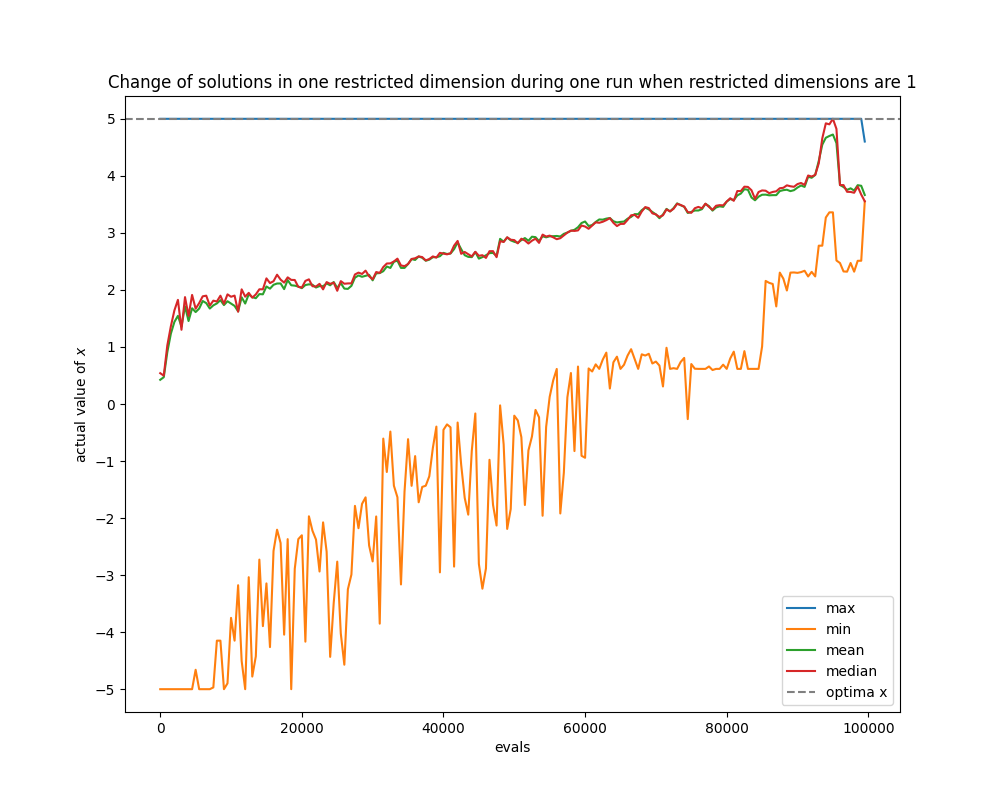 Change of solutions in one restricted dimension during one run when restricted dimensions are 1
5
4
3
2
1
0
−1
−2
−3
−4
−5
actual value of x
0
20000
40000
60000
80000
100000
evals
max
min
mean
median
optima x